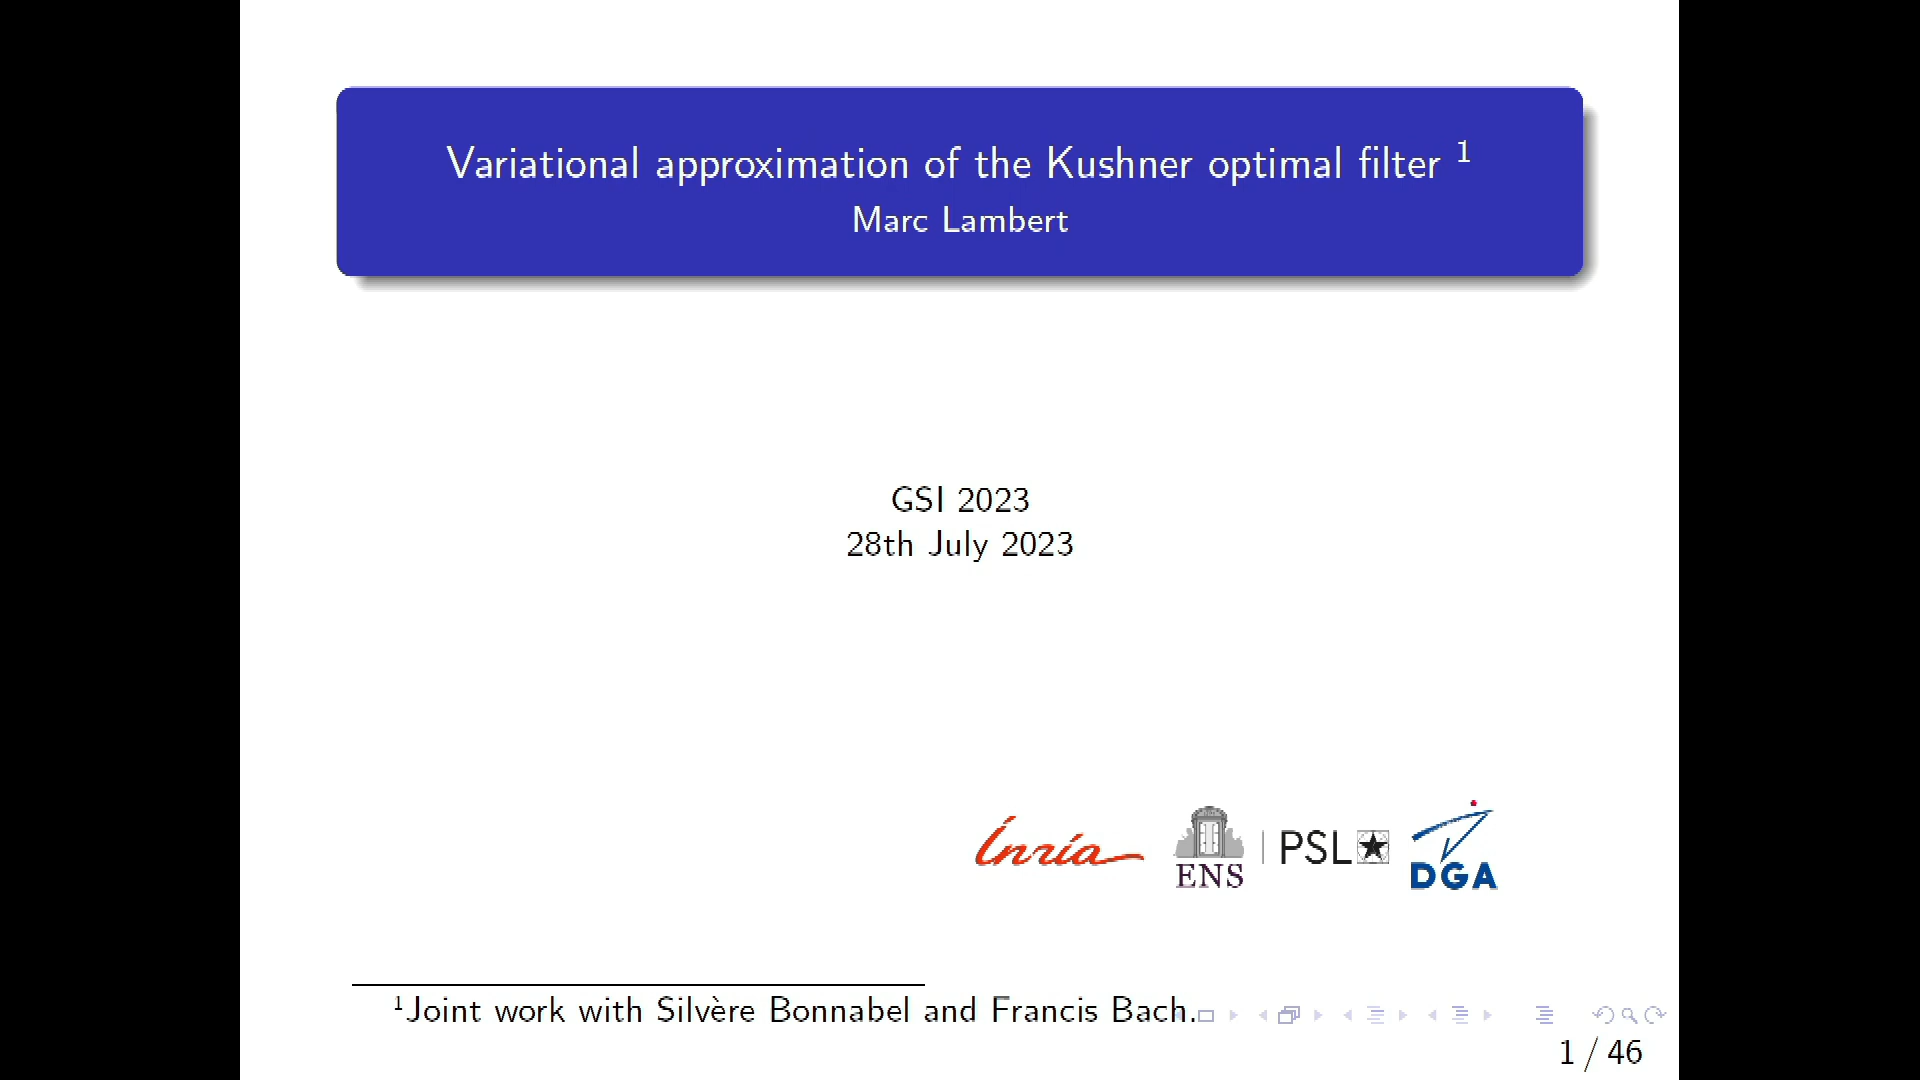 Variational approximation of the Kushner optimal filter ¹
Marc Lambert
GSI 2023
28th July 2023
Inria ENS PSL DGA
¹Joint work with Silvère Bonnabel and Francis Bach.
1 / 46